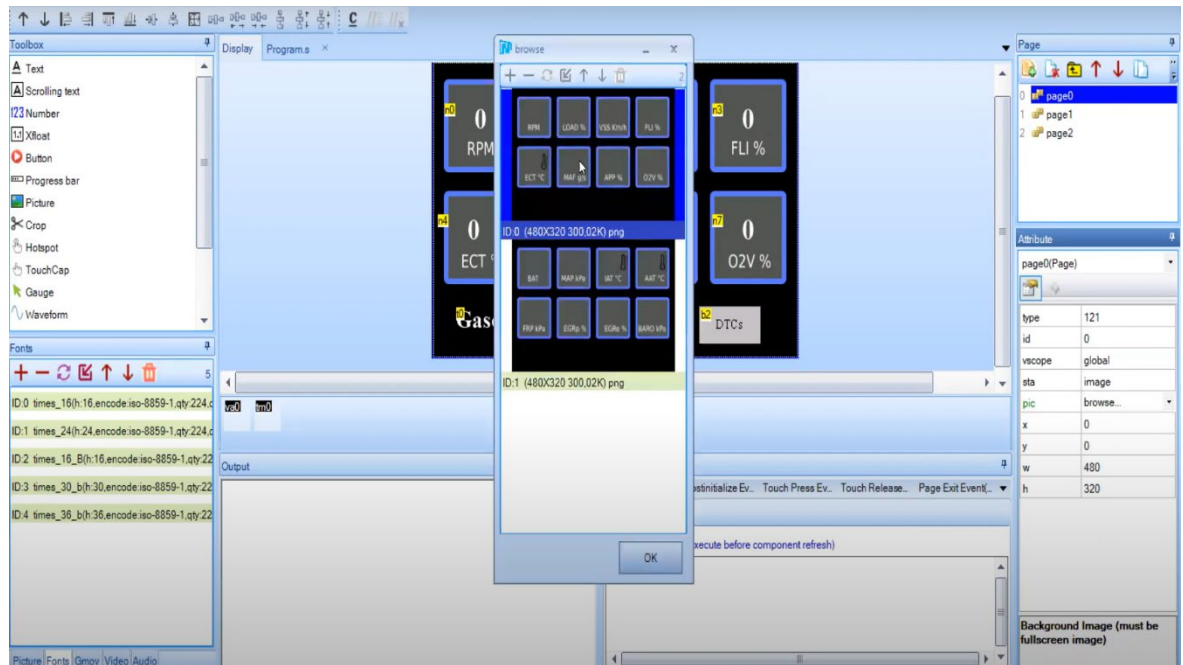 C
Toolbox
Text
Scrolling text
Number
Xfloat
Button
Progress bar
Picture
Crop
Hotspot
TouchCap
Gauge
Waveform
Fonts
5
ID:0 times_16(h:16,encode:iso-8859-1,qty:224,
ID:1 times_24(h:24,encode:iso-8859-1,qty:224,
ID:2 times_16_B(h:16,encode:iso-8859-1,qty:22
ID:3 times_30_b(h:30,encode:iso-8859-1,qty:22
ID:4 times_36_b(h:36,encode:iso-8859-1,qty:22
Picture Fonts Gmov Video Audio
Display Program.s ×
n0
0
RPM
n3
0
FLI %
n4
0
ECT
n7
0
O2V %
t0
Gaso
b2
DTCs
va0 tm0
Output
browse
2
RPM LOAD % VSS Km/h FLI %
ECT °C MAF g/s APP % O2V %
ID:0 (480X320 300,02K) png
BAT MAP kPa IAT °C AAT °C
FRP kPa EGRp % EGRe % BARO kPa
ID:1 (480X320 300,02K) png
OK
ostinitialize Ev... Touch Press Ev... Touch Release... Page Exit Event(...
xecute before component refresh)
Page
0 page0
1 page1
2 page2
Attribute
page0(Page)
type 121
id 0
vscope global
sta image
pic browse...
x 0
y 0
w 480
h 320
Background Image (must be
fullscreen image)